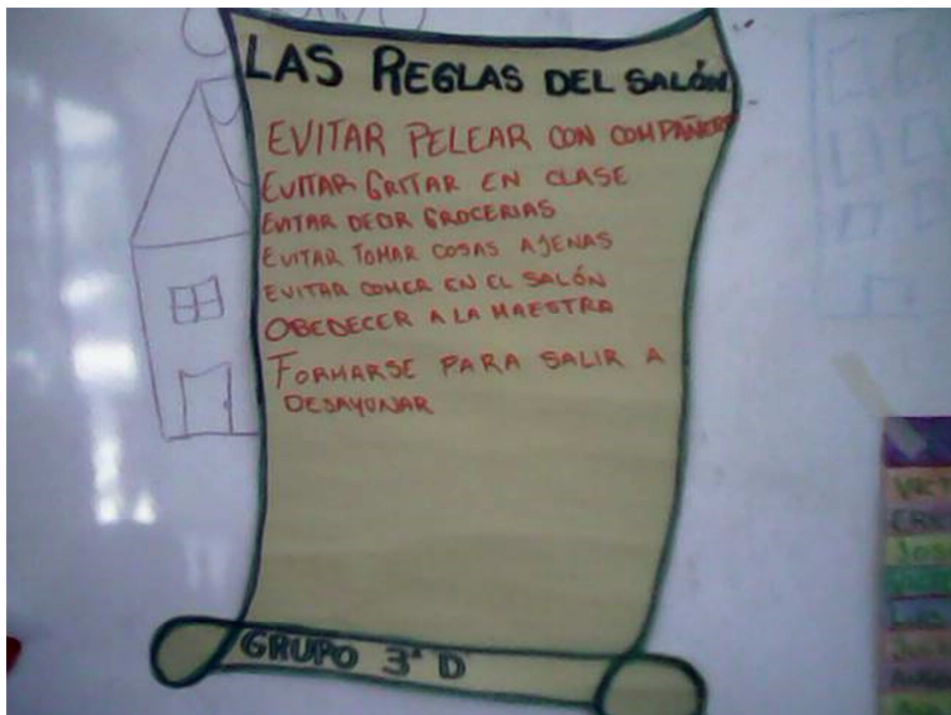 LAS REGLAS DEL SALÓN
EVITAR PELEAR CON COMPAÑEROS
EVITAR GRITAR EN CLASE
EVITAR DECIR GROCERIAS
EVITAR TOMAR COSAS AJENAS
EVITAR COMER EN EL SALÓN
OBEDECER A LA MAESTRA
FORMARSE PARA SALIR A
DESAYUNAR
GRUPO 3° D